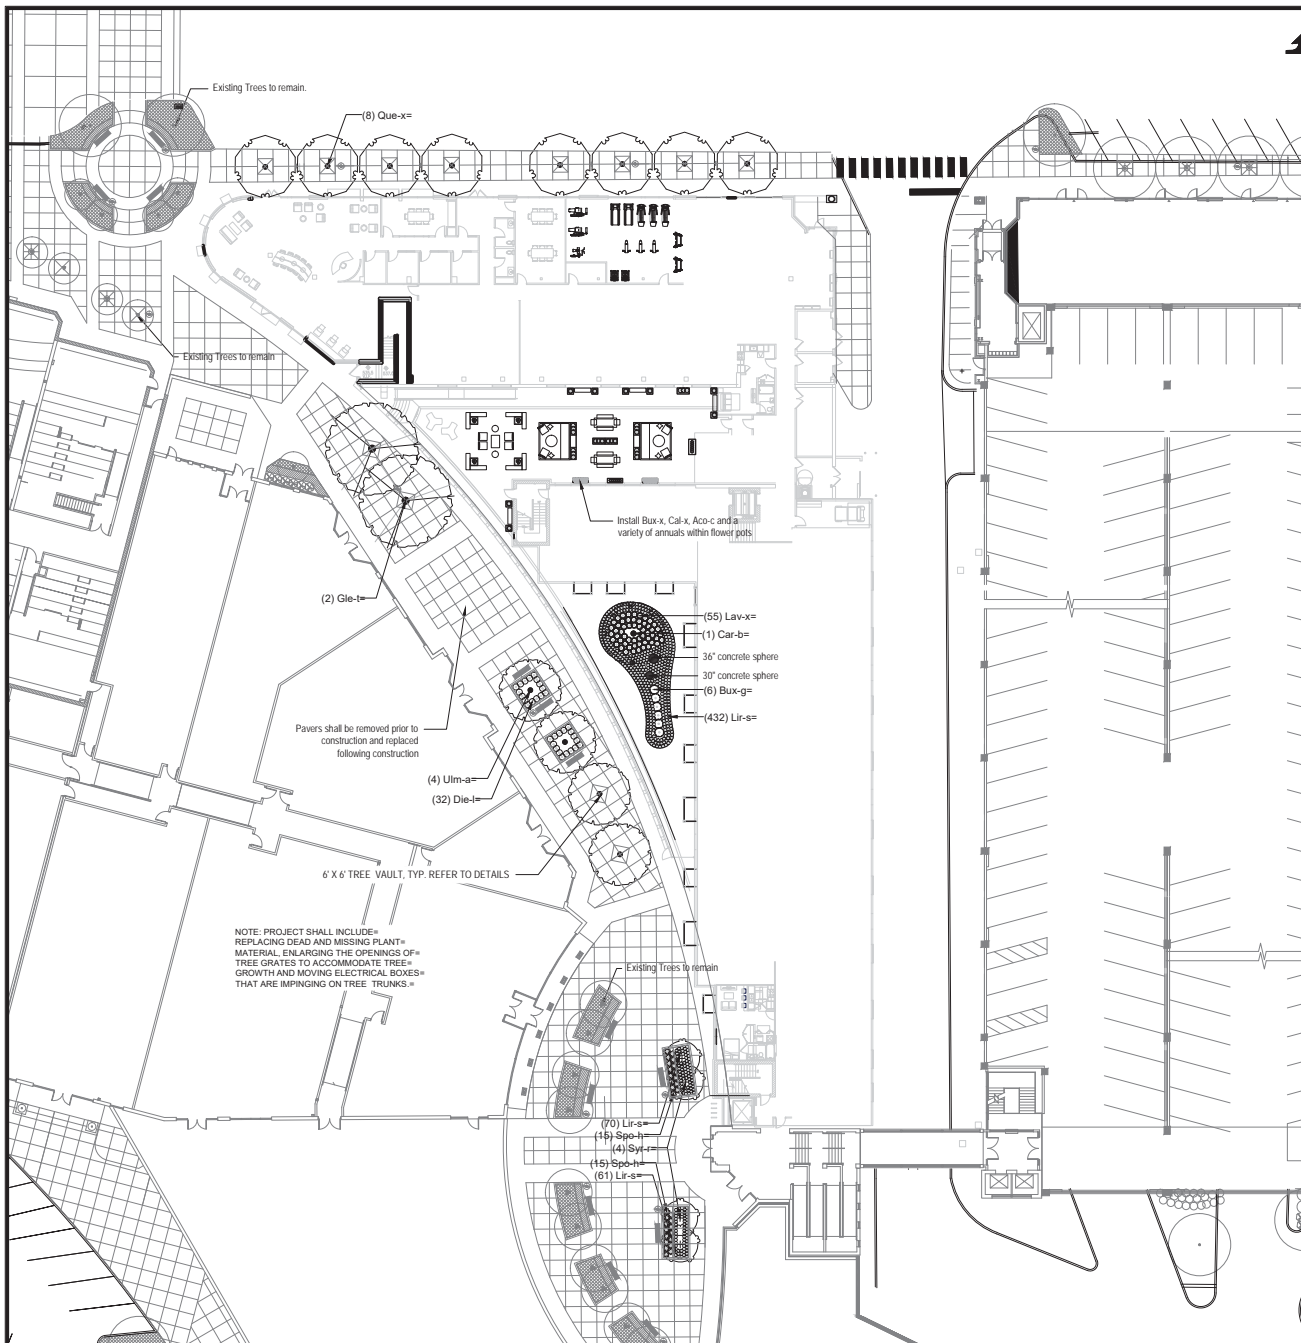 Existing Trees to remain.
(8) Que-x=
Existing Trees to remain
Install Bux-x, Cal-x, Aco-c and a
variety of annuals within flower pots
(2) Gle-t=
(55) Lav-x=
(1) Car-b=
36" concrete sphere
30" concrete sphere
(6) Bux-g=
(432) Lir-s=
Pavers shall be removed prior to
construction and replaced
following construction
(4) Ulm-a=
(32) Die-l=
6' X 6' TREE VAULT, TYP. REFER TO DETAILS
NOTE: PROJECT SHALL INCLUDE=
REPLACING DEAD AND MISSING PLANT=
MATERIAL, ENLARGING THE OPENINGS OF=
TREE GRATES TO ACCOMMODATE TREE=
GROWTH AND MOVING ELECTRICAL BOXES=
THAT ARE IMPINGING ON TREE TRUNKS.=
Existing Trees to remain
(70) Lir-s=
(15) Spo-h=
(4) Syr-r=
(15) Spo-h=
(61) Lir-s=